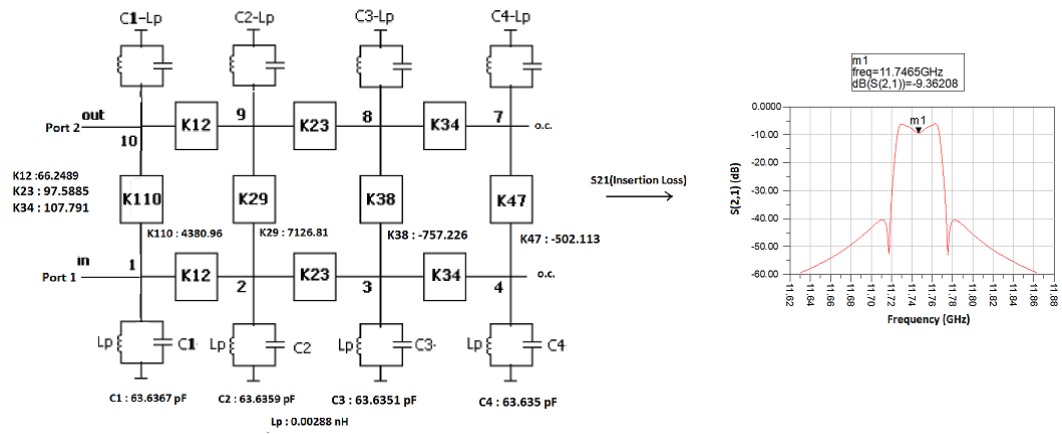 C1-Lp
C2-Lp
C3-Lp
C4-Lp
out
Port 2
10
K12
9
K23
8
K34
7
o.c.
K12 : 66.2489
K23 : 97.5885
K34 : 107.791
K110
K29
K38
K47
K110 : 4380.96
K29 : 7126.81
K38 : -757.226
K47 : -502.113
in
Port 1
1
K12
2
K23
3
K34
4
o.c.
Lp
C1
Lp
C2
Lp
C3
Lp
C4
C1 : 63.6367 pF
C2 : 63.6359 pF
C3 : 63.6351 pF
C4 : 63.635 pF
Lp : 0.00288 nH
S21(Insertion Loss)
m1
freq=11.7465GHz
dB(S(2,1))=-9.36208
m1
S(2,1) (dB)
0.0000
-10.00
-20.00
-30.00
-40.00
-50.00
-60.00
11.62
11.64
11.66
11.68
11.70
11.72
11.74
11.76
11.78
11.80
11.82
11.84
11.86
11.88
Frequency (GHz)